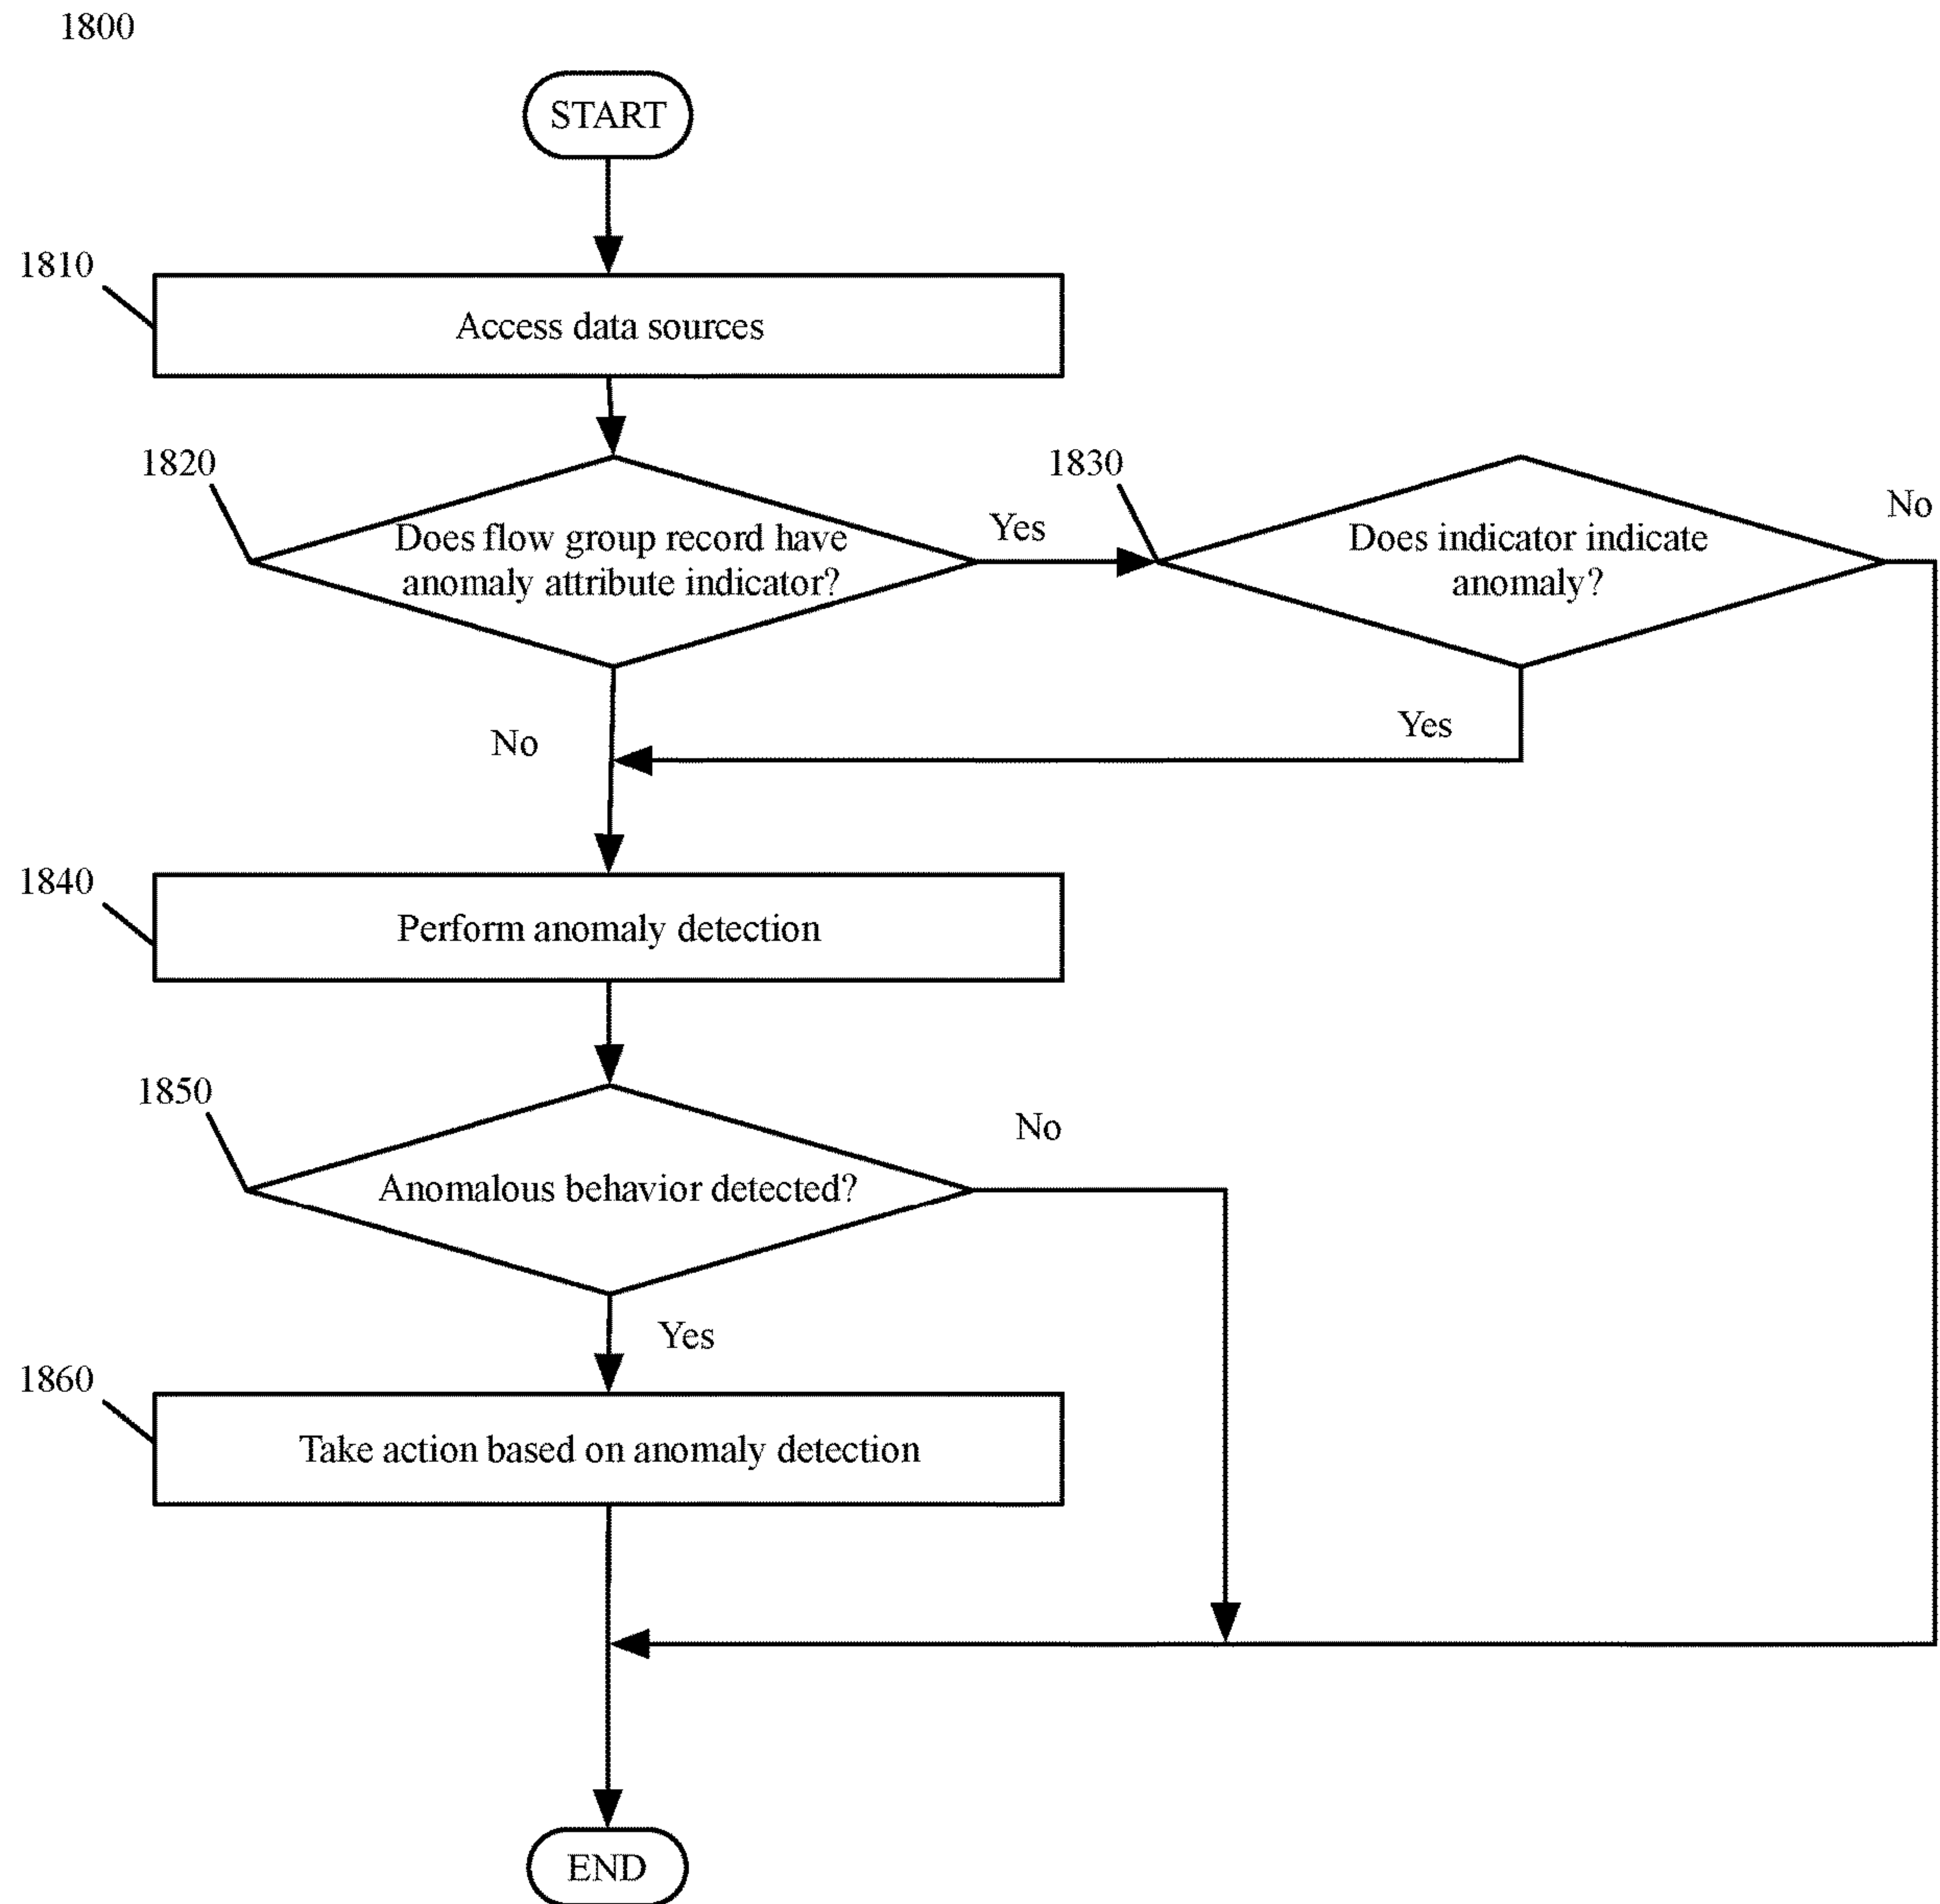 1800
START
1810
Access data sources
1820
Does flow group record have
anomaly attribute indicator?
Yes
1830
Does indicator indicate
anomaly?
No
No
Yes
1840
Perform anomaly detection
1850
Anomalous behavior detected?
No
Yes
1860
Take action based on anomaly detection
END